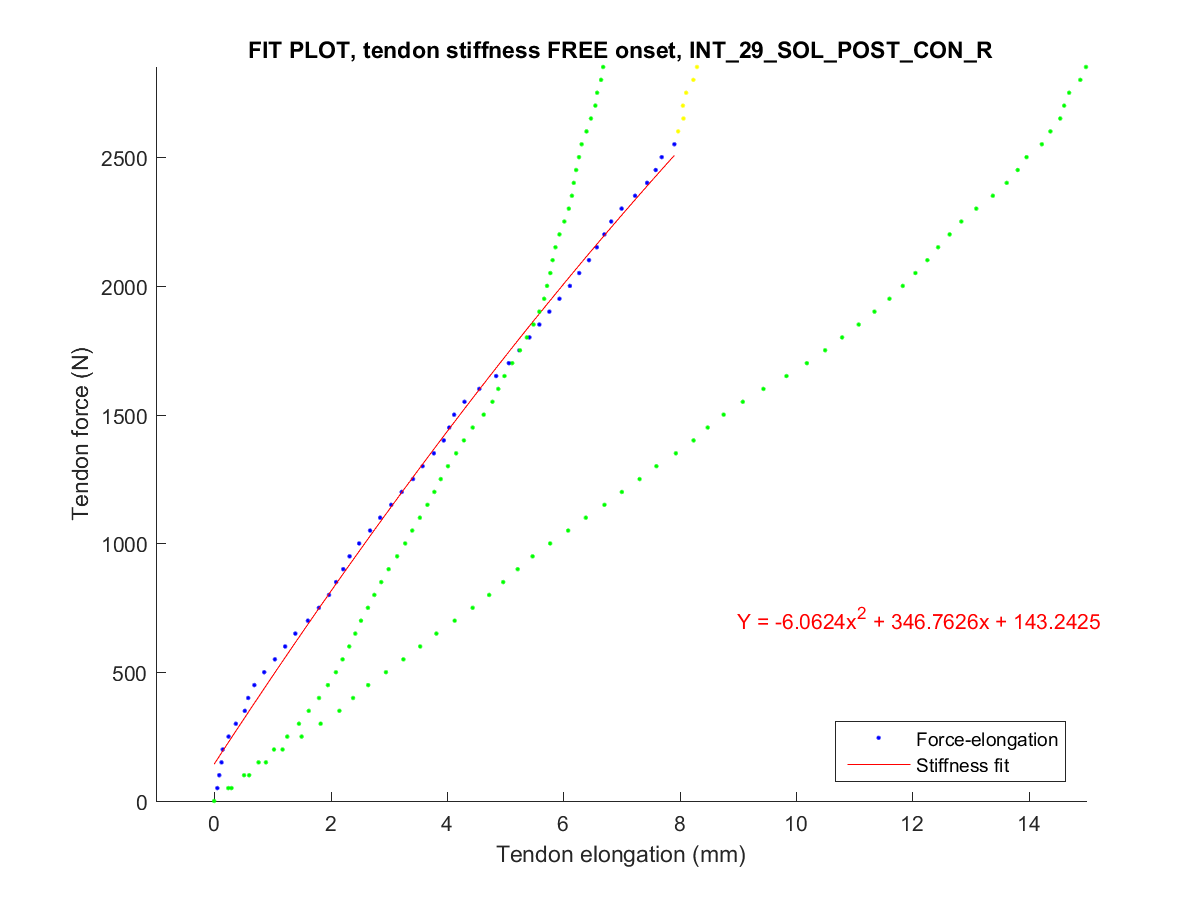 FIT PLOT, tendon stiffness FREE onset, INT_29_SOL_POST_CON_R
2500
2000
1500
1000
500
0
Tendon force (N)
Y = -6.0624x² + 346.7626x + 143.2425
Force-elongation
Stiffness fit
0 2 4 6 8 10 12 14
Tendon elongation (mm)